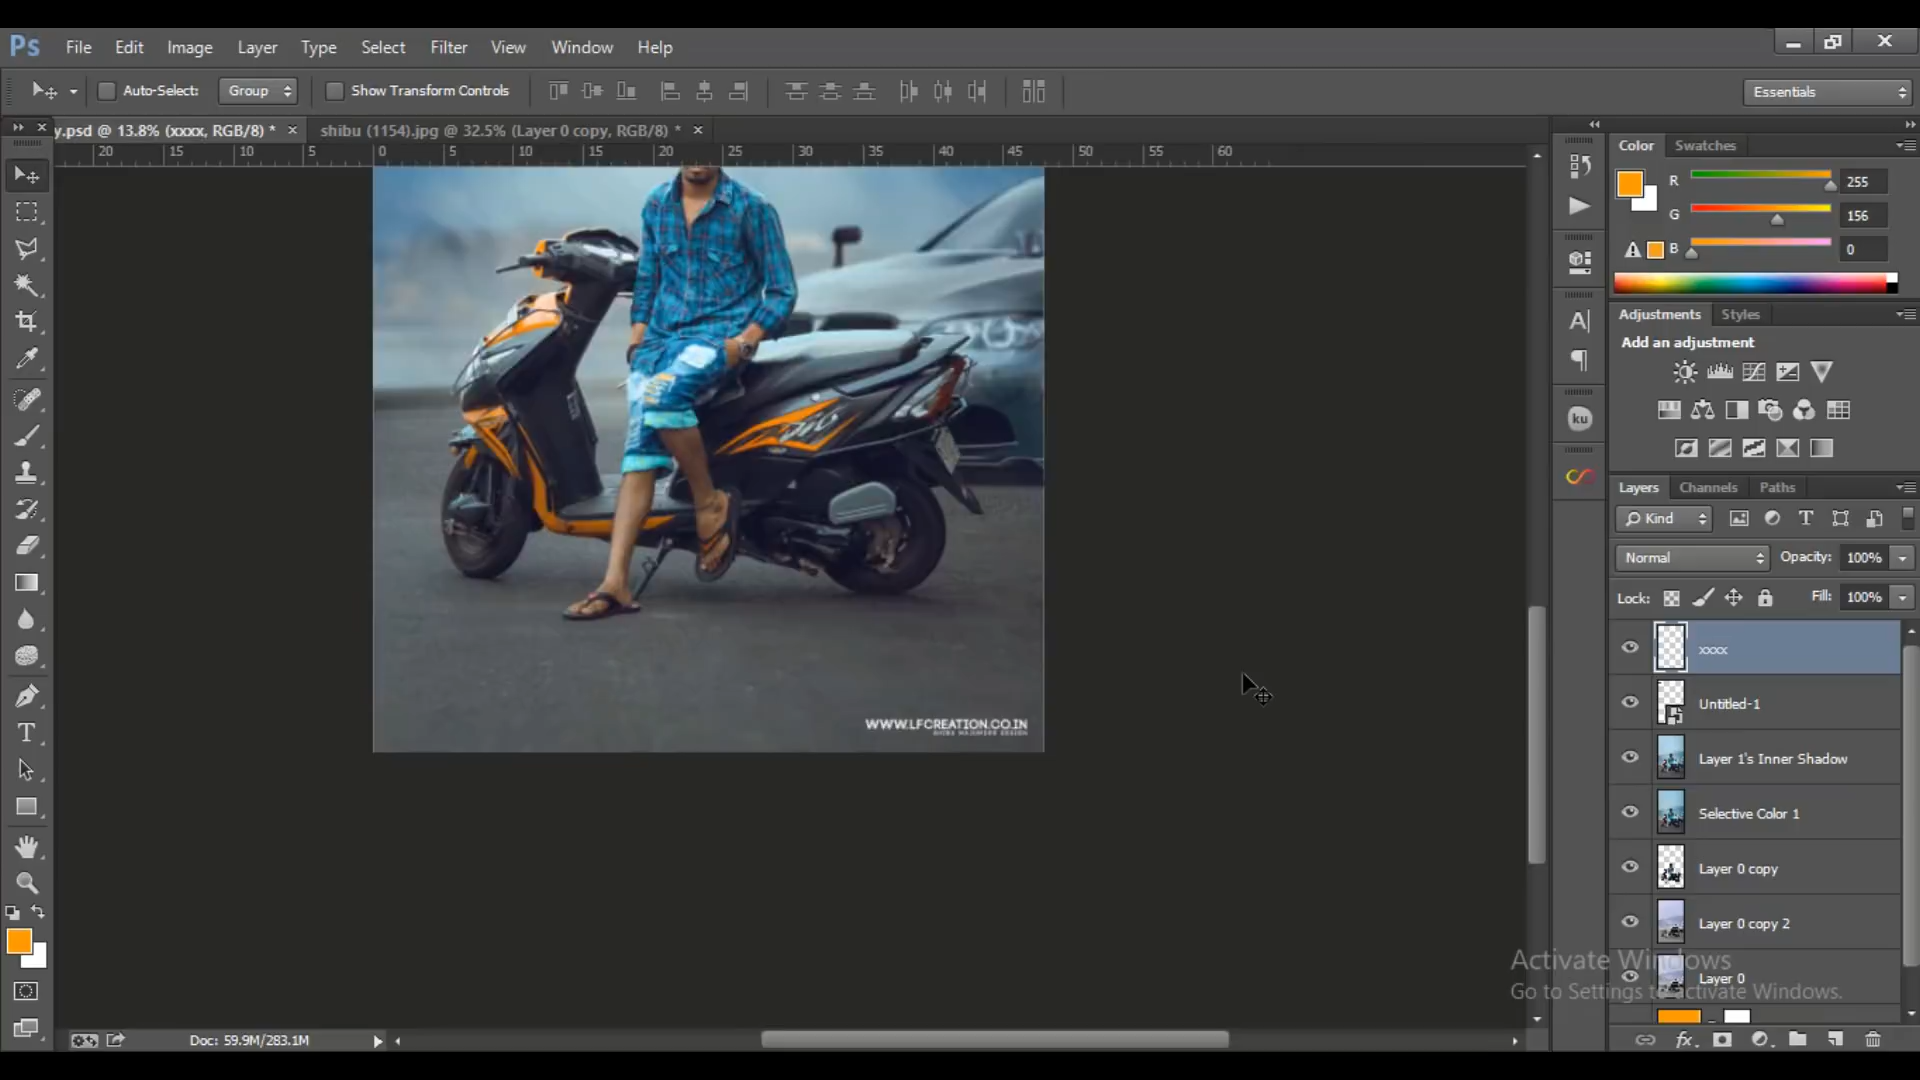 Ps File Edit Image Layer Type Select Filter View Window Help
Auto-Select: Group Show Transform Controls Essentials
y.psd @ 13.8% (xxxx, RGB/8) * × shibu (1154).jpg @ 32.5% (Layer 0 copy, RGB/8) * ×
20 15 10 5 0 5 10 15 20 25 30 35 40 45 50 55 60
Color Swatches
R 255
G 156
B 0
Adjustments Styles
Add an adjustment
ku
Layers Channels Paths
Kind
Normal Opacity: 100%
Lock: Fill: 100%
xxxx
Untitled-1
Layer 1's Inner Shadow
Selective Color 1
Layer 0 copy
Layer 0 copy 2
Layer 0
WWW.LFCREATION.CO.IN
Activate Windows
Go to Settings to activate Windows.
Doc: 59.9M/283.1M
fx